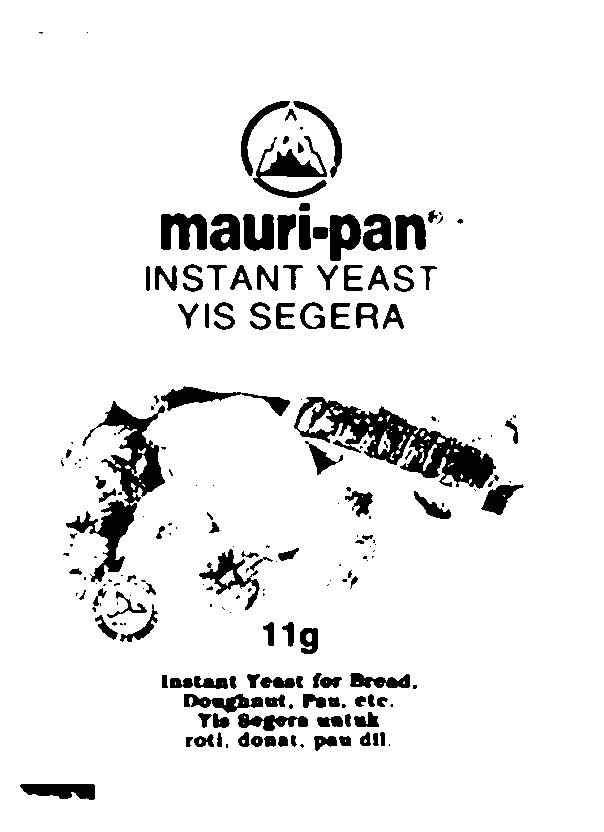 mauri-pan®
INSTANT YEAST
YIS SEGERA
11g
Instant Yeast for Bread,
Doughnut, Pau, etc.
Yis Segera untuk
roti, donat, pau dll.